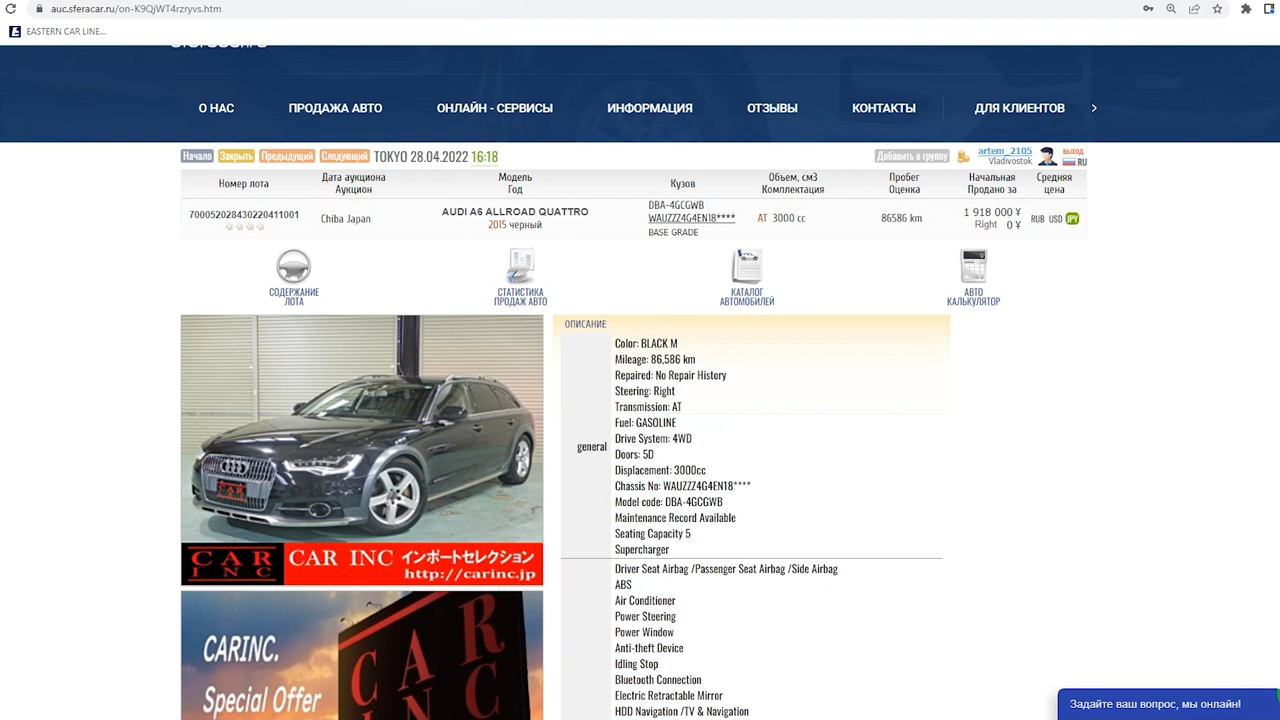 auc.sferacar.ru/on-K9QjWT4rzryvs.htm
EASTERN CAR LINE...
О НАС
ПРОДАЖА АВТО
ОНЛАЙН - СЕРВИСЫ
ИНФОРМАЦИЯ
ОТЗЫВЫ
КОНТАКТЫ
ДЛЯ КЛИЕНТОВ
Начало Закрыть Предыдущий Следующий TOKYO 28.04.2022 16:18
Добавить в группу
artem_2105
Vladivostok
выход
RU
Номер лота
Дата аукциона
Аукцион
Модель
Год
Кузов
Объем, см3
Комплектация
Пробег
Оценка
Начальная
Продано за
Средняя
цена
700052028430220411001
Chiba Japan
AUDI A6 ALLROAD QUATTRO
2015 черный
DBA-4GCGWB
WAUZZZ4G4EN18****
BASE GRADE
AT 3000 cc
86586 km
1 918 000 ¥
Right 0 ¥
RUB USD JPY
СОДЕРЖАНИЕ
ЛОТА
СТАТИСТИКА
ПРОДАЖ АВТО
КАТАЛОГ
АВТОМОБИЛЕЙ
АВТО
КАЛЬКУЛЯТОР
CAR
INC
CAR INC インポートセレクション
http://carinc.jp
CARINC.
Special Offer
CAR
INC
ОПИСАНИЕ
general
Color: BLACK M
Mileage: 86,586 km
Repaired: No Repair History
Steering: Right
Transmission: AT
Fuel: GASOLINE
Drive System: 4WD
Doors: 5D
Displacement: 3000cc
Chassis No: WAUZZZ4G4EN18****
Model code: DBA-4GCGWB
Maintenance Record Available
Seating Capacity 5
Supercharger
Driver Seat Airbag /Passenger Seat Airbag /Side Airbag
ABS
Air Conditioner
Power Steering
Power Window
Anti-theft Device
Idling Stop
Bluetooth Connection
Electric Retractable Mirror
HDD Navigation /TV & Navigation
Задайте ваш вопрос, мы онлайн!